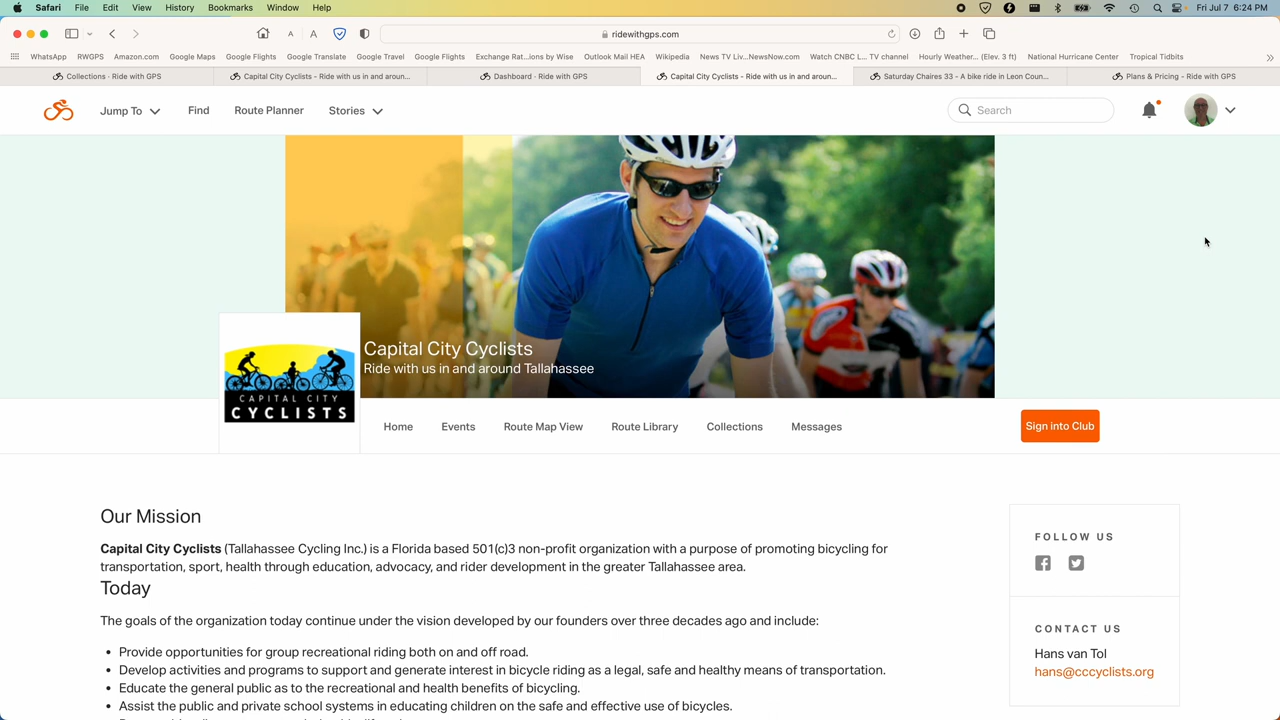 Safari File Edit View History Bookmarks Window Help Fri Jul 7 6:24 PM
A A ridewithgps.com
WhatsApp RWGPS Amazon.com Google Maps Google Flights Google Translate Google Travel Google Flights Exchange Rat...ions by Wise Outlook Mail HEA Wikipedia News TV Liv...NewsNow.com Watch CNBC L... TV channel Hourly Weather... (Elev. 3 ft) National Hurricane Center Tropical Tidbits
Collections · Ride with GPS Capital City Cyclists - Ride with us in and aroun... Dashboard · Ride with GPS Capital City Cyclists - Ride with us in and aroun... Saturday Chaires 33 - A bike ride in Leon Coun... Plans & Pricing - Ride with GPS
Jump To Find Route Planner Stories Search
Capital City Cyclists
Ride with us in and around Tallahassee
CAPITAL CITY
CYCLISTS
Home Events Route Map View Route Library Collections Messages Sign into Club
Our Mission
Capital City Cyclists (Tallahassee Cycling Inc.) is a Florida based 501(c)3 non-profit organization with a purpose of promoting bicycling for
transportation, sport, health through education, advocacy, and rider development in the greater Tallahassee area.
Today
The goals of the organization today continue under the vision developed by our founders over three decades ago and include:
• Provide opportunities for group recreational riding both on and off road.
• Develop activities and programs to support and generate interest in bicycle riding as a legal, safe and healthy means of transportation.
• Educate the general public as to the recreational and health benefits of bicycling.
• Assist the public and private school systems in educating children on the safe and effective use of bicycles.
FOLLOW US
CONTACT US
Hans van Tol
hans@cccyclists.org